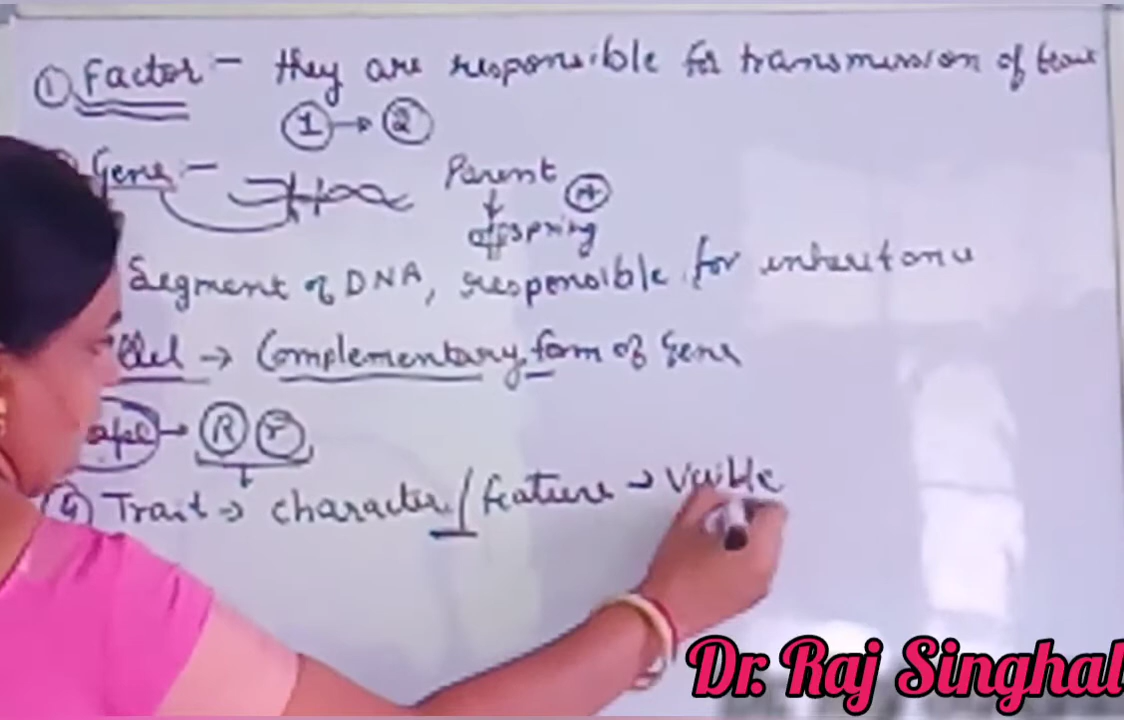 ① Factor :- they are responsible for transmission of
① → ②
Gene :- Parent
↓
offspring
Segment of DNA, responsible for inheritance
→ Complementary form of Gene
→ R r
④ Trait → character / feature → Visible
Dr. Raj Singhal